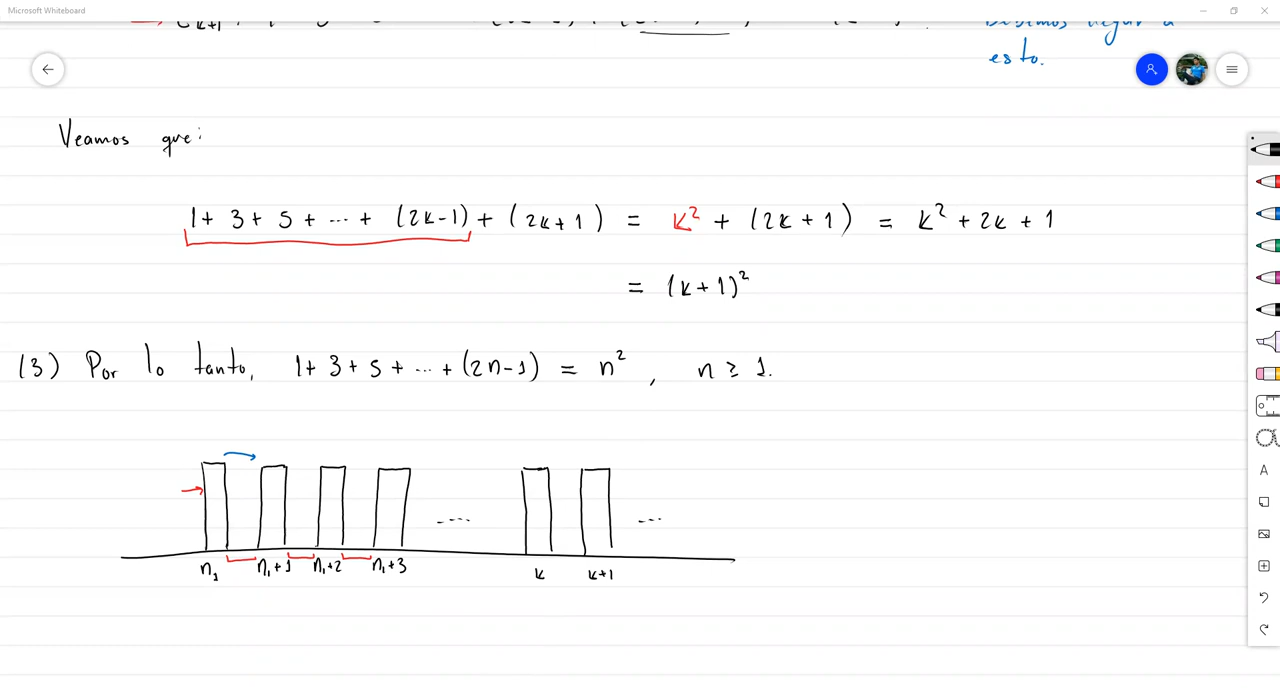 Microsoft Whiteboard
esto.
Veamos que:
1 + 3 + 5 + ... + (2k-1) + (2k+1) = k² + (2k+1) = k² + 2k + 1
= (k+1)²
(3) Por lo tanto, 1 + 3 + 5 + ... + (2n-1) = n², n ≥ 1.
.... ...
n₁ n₁+1 n₁+2 n₁+3 k k+1
A